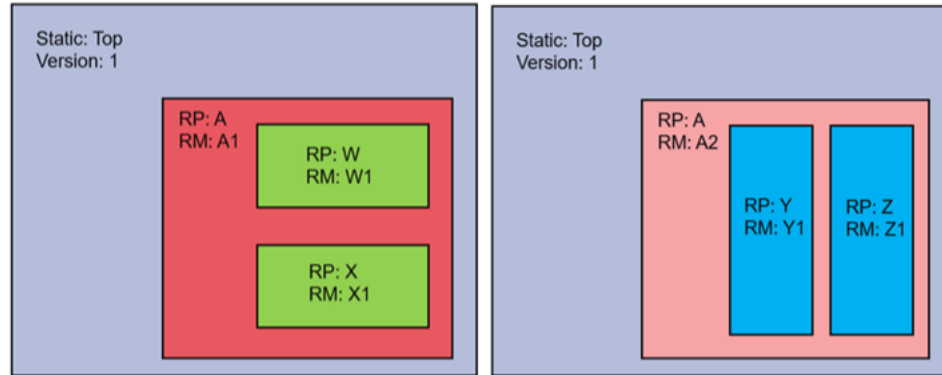 Static: Top
Version: 1
RP: A
RM: A1
RP: W
RM: W1
RP: X
RM: X1
Static: Top
Version: 1
RP: A
RM: A2
RP: Y
RM: Y1
RP: Z
RM: Z1